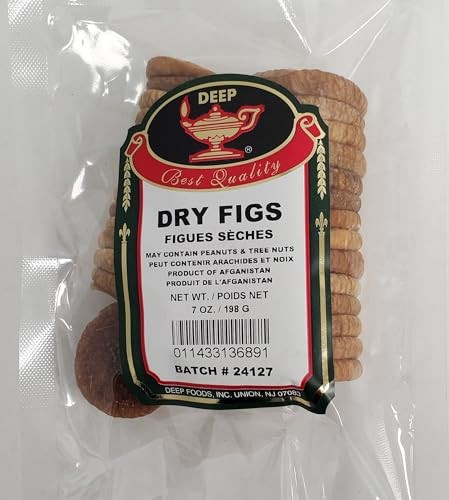 DEEP
®
Best Quality
DRY FIGS
FIGUES SÈCHES
MAY CONTAIN PEANUTS & TREE NUTS
PEUT CONTENIR ARACHIDES ET NOIX
PRODUCT OF AFGANISTAN
PRODUIT DE L'AFGANISTAN
NET WT. / POIDS NET
7 OZ. / 198 G
011433136891
BATCH # 24127
DEEP FOODS, INC. UNION, NJ 07083